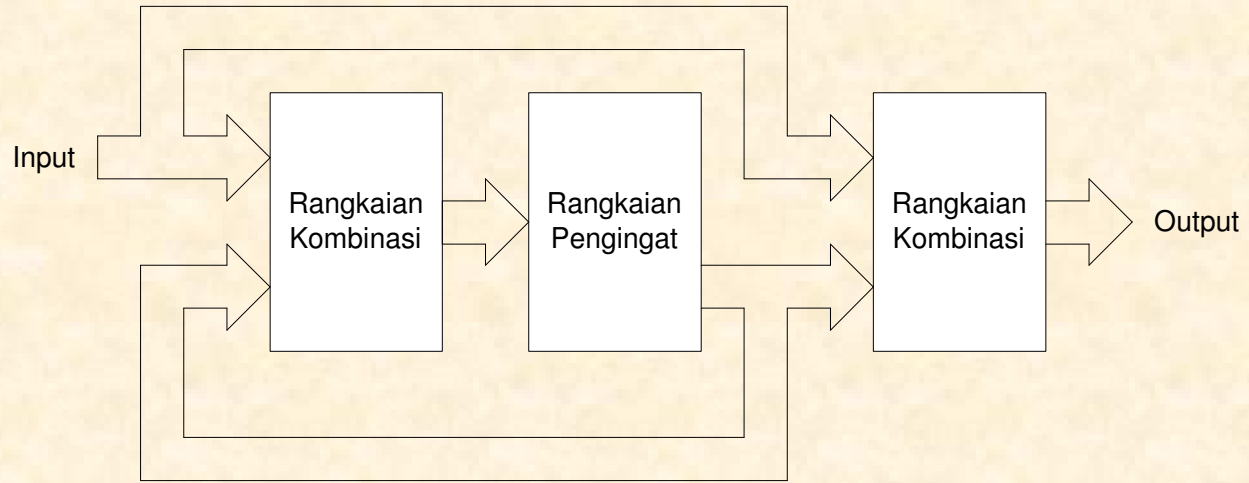 Input
Rangkaian
Kombinasi
Rangkaian
Pengingat
Rangkaian
Kombinasi
Output